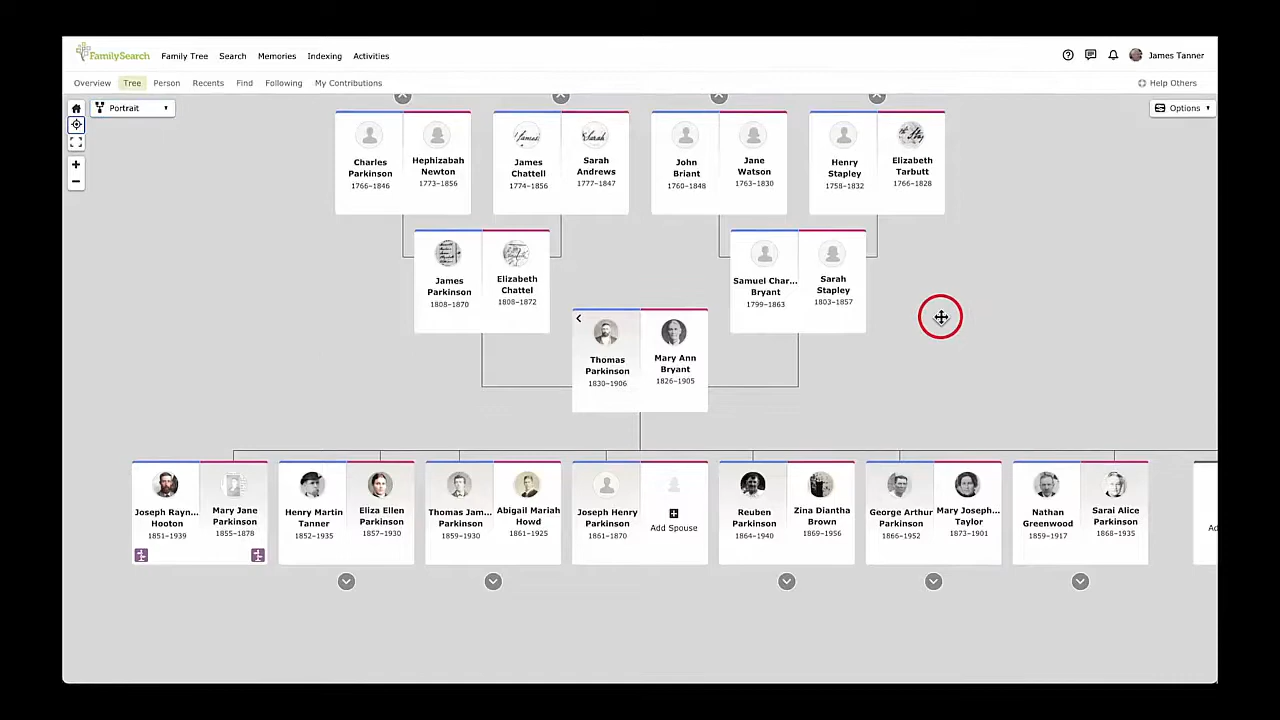 FamilySearch
Family Tree
Search
Memories
Indexing
Activities
James Tanner
Overview
Tree
Person
Recents
Find
Following
My Contributions
Help Others
Portrait
Options
Charles
Parkinson
1766–1846
Hephizabah
Newton
1773–1856
James
Chattell
1774–1856
Sarah
Andrews
1777–1847
John
Briant
1760–1848
Jane
Watson
1763–1830
Henry
Stapley
1758–1832
Elizabeth
Tarbutt
1766–1828
James
Parkinson
1808–1870
Elizabeth
Chattel
1808–1872
Samuel Char...
Bryant
1799–1863
Sarah
Stapley
1803–1857
Thomas
Parkinson
1830–1906
Mary Ann
Bryant
1826–1905
Joseph Rayn...
Hooton
1851–1939
Mary Jane
Parkinson
1855–1878
Henry Martin
Tanner
1852–1935
Eliza Ellen
Parkinson
1857–1930
Thomas Jam...
Parkinson
1859–1930
Abigail Mariah
Howd
1861–1925
Joseph Henry
Parkinson
1861–1870
Add Spouse
Reuben
Parkinson
1864–1940
Zina Diantha
Brown
1869–1956
George Arthur
Parkinson
1866–1952
Mary Joseph...
Taylor
1873–1901
Nathan
Greenwood
1859–1917
Sarai Alice
Parkinson
1868–1935